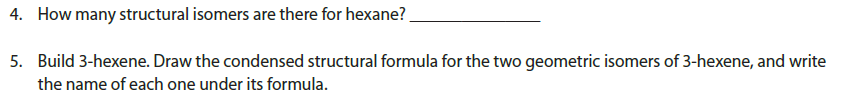 4. How many structural isomers are there for hexane? _______________
5. Build 3-hexene. Draw the condensed structural formula for the two geometric isomers of 3-hexene, and write
the name of each one under its formula.